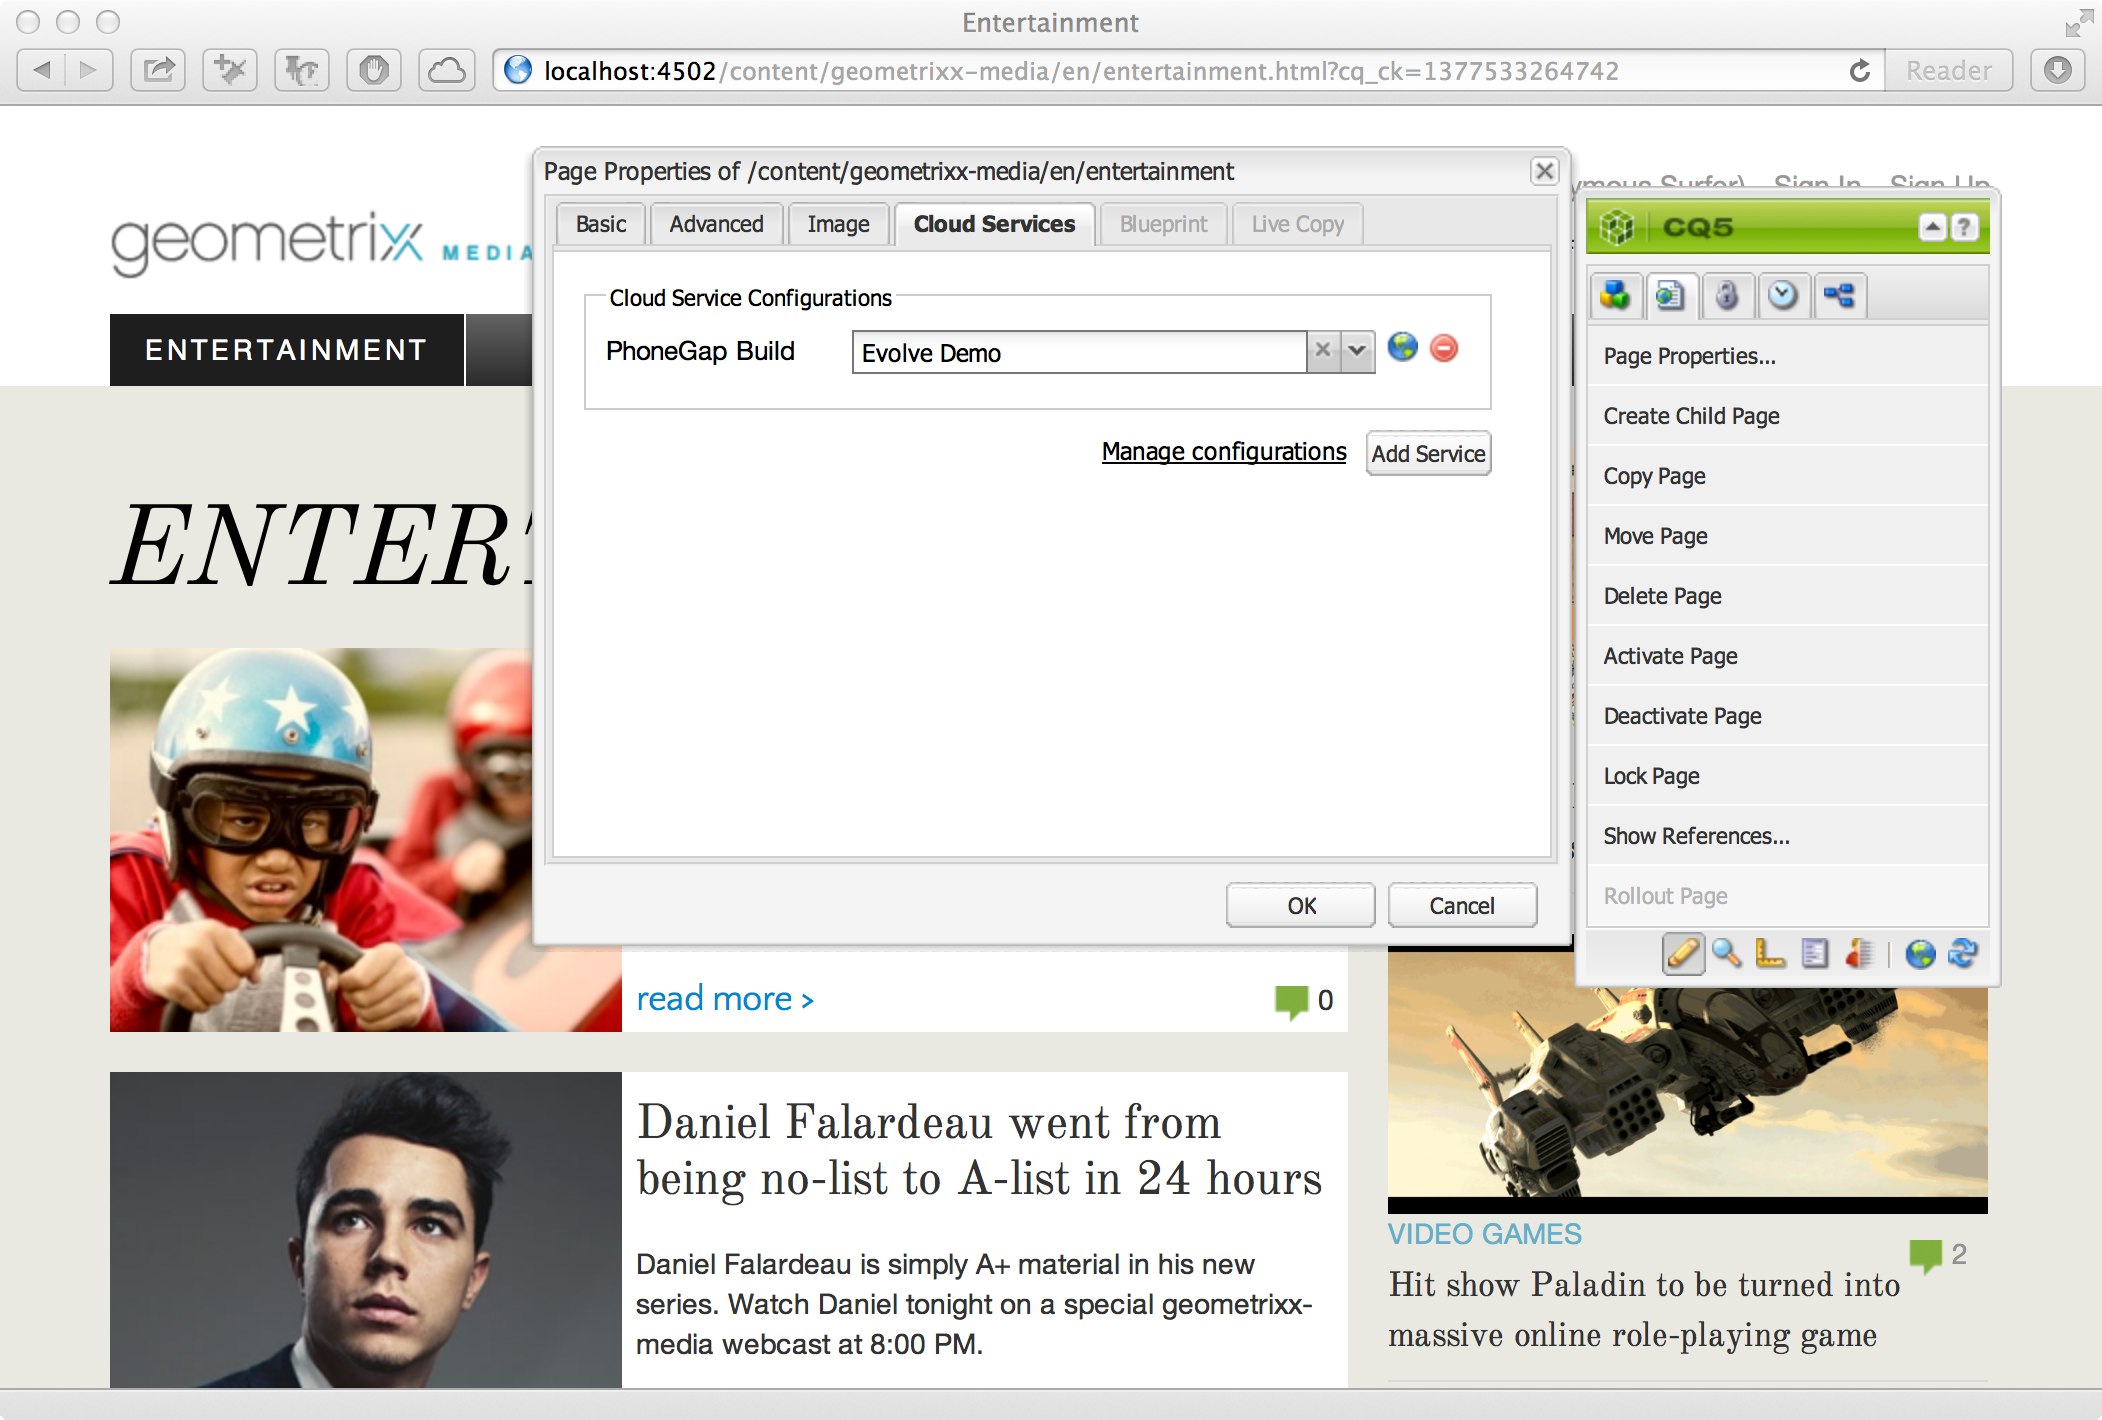 Entertainment
localhost:4502/content/geometrixx-media/en/entertainment.html?cq_ck=1377533264742
Reader
Page Properties of /content/geometrixx-media/en/entertainment
Basic
Advanced
Image
Cloud Services
Blueprint
Live Copy
Cloud Service Configurations
PhoneGap Build
Evolve Demo
Manage configurations
Add Service
OK
Cancel
Sign In
Sign Up
geometrixx MEDIA
ENTERTAINMENT
CQ5
?
Page Properties...
Create Child Page
Copy Page
Move Page
Delete Page
Activate Page
Deactivate Page
Lock Page
Show References...
Rollout Page
read more >
0
Daniel Falardeau went from
being no-list to A-list in 24 hours
Daniel Falardeau is simply A+ material in his new
series. Watch Daniel tonight on a special geometrixx-
media webcast at 8:00 PM.
VIDEO GAMES
2
Hit show Paladin to be turned into
massive online role-playing game